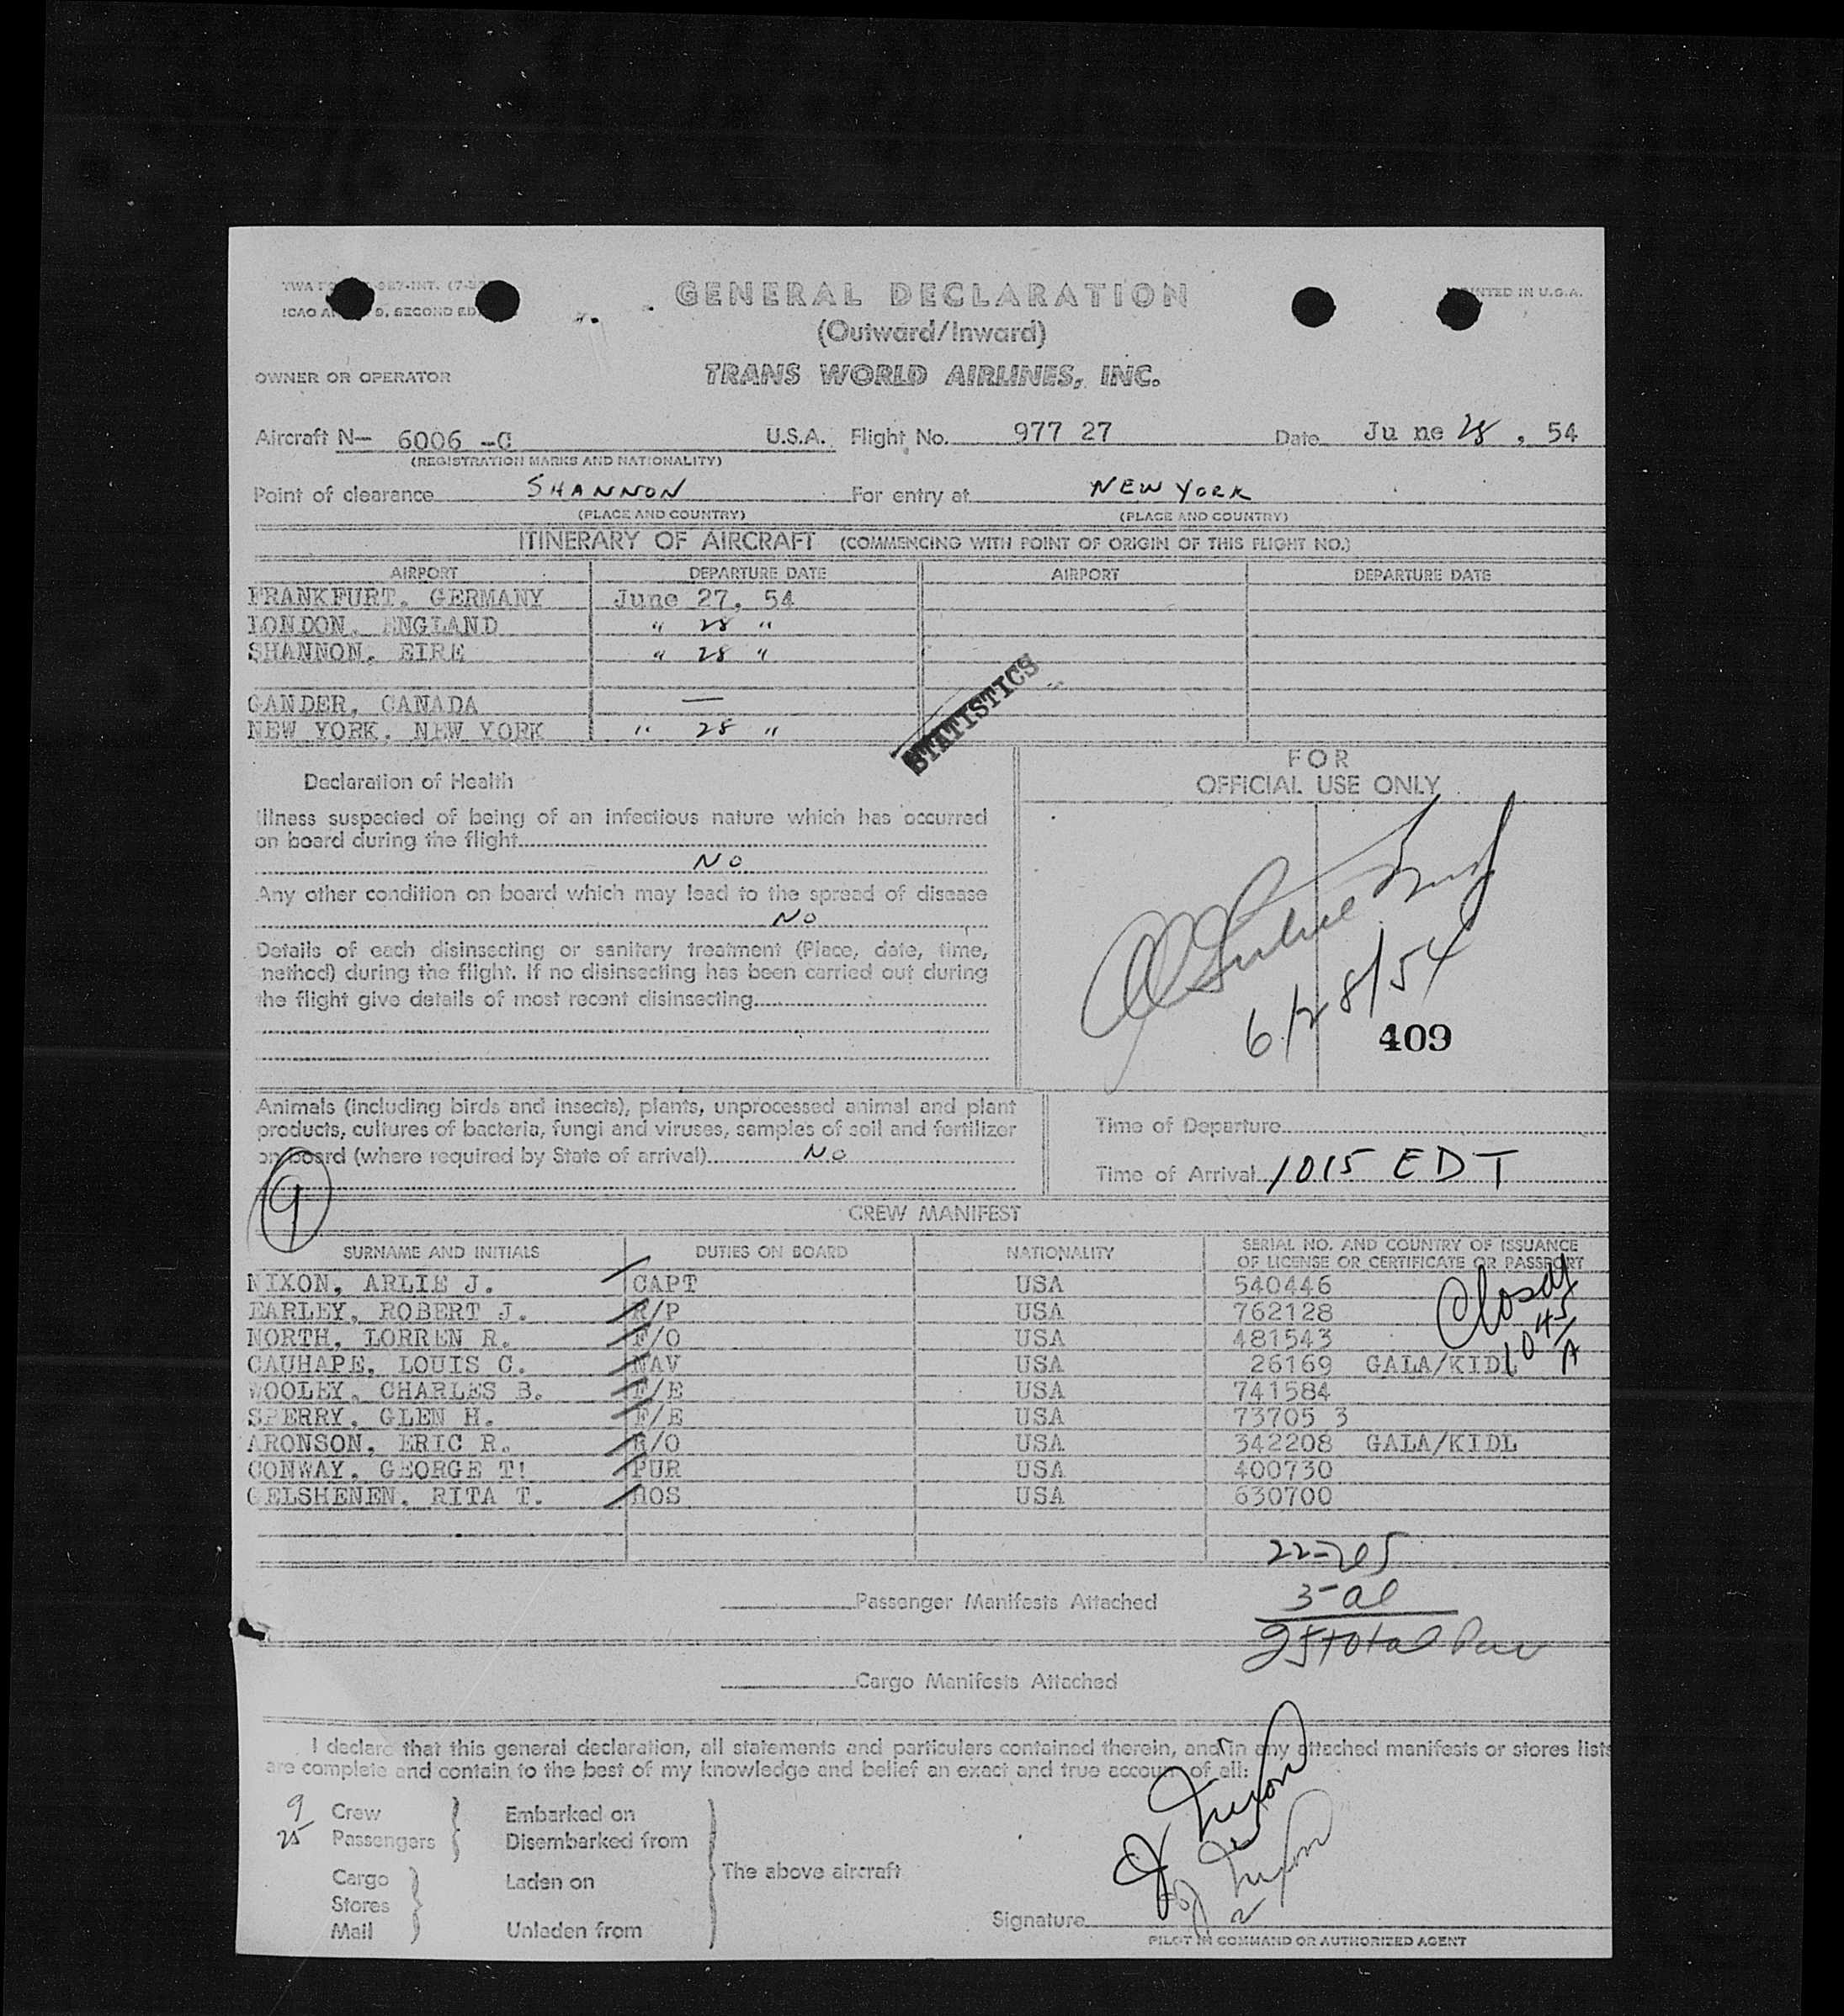 GENERAL DECLARATION
PRINTED IN U.S.A.
(Outward/Inward)
OWNER OR OPERATOR
TRANS WORLD AIRLINES, INC.
Aircraft N— 6006 -C U.S.A. Flight No. 977 27 Date Ju ne 28 , 54
(REGISTRATION MARKS AND NATIONALITY)
Point of clearance SHANNON For entry at NEW YORK
(PLACE AND COUNTRY) (PLACE AND COUNTRY)
ITINERARY OF AIRCRAFT (COMMENCING WITH POINT OF ORIGIN OF THIS FLIGHT NO.)
AIRPORT DEPARTURE DATE AIRPORT DEPARTURE DATE
FRANKFURT, GERMANY June 27, 54
LONDON, ENGLAND " 28 "
SHANNON, EIRE " 28 "
STATISTICS
GANDER, CANADA —
NEW YORK, NEW YORK " 28 "
FOR
OFFICIAL USE ONLY
Declaration of Health
Illness suspected of being of an infectious nature which has occurred
on board during the flight
NO
Any other condition on board which may lead to the spread of disease
NO
Details of each disinsecting or sanitary treatment (Place, date, time,
method) during the flight. If no disinsecting has been carried out during
the flight give details of most recent disinsecting
6/28/54
409
Animals (including birds and insects), plants, unprocessed animal and plant
products, cultures of bacteria, fungi and viruses, samples of soil and fertilizer
on board (where required by State of arrival) NO
Time of Departure
Time of Arrival 1015 EDT
9
CREW MANIFEST
SURNAME AND INITIALS DUTIES ON BOARD NATIONALITY SERIAL NO. AND COUNTRY OF ISSUANCE
OF LICENSE OR CERTIFICATE OR PASSPORT
NIXON, ARLIE J. CAPT USA 540446
EARLEY, ROBERT J. R/P USA 762128
NORTH, LORREN R. F/O USA 481543
CAUHAPE, LOUIS C. NAV USA 26169 GALA/KIDL
WOOLEY, CHARLES B. F/E USA 741584
SPERRY, GLEN H. F/E USA 73705 3
ARONSON, ERIC R. R/O USA 342208 GALA/KIDL
CONWAY, GEORGE T! PUR USA 400730
GELSHENEN, RITA T. HOS USA 630700
Closed
1045/A
Passenger Manifests Attached
3-al
25 total
Cargo Manifests Attached
I declare that this general declaration, all statements and particulars contained therein, and in any attached manifests or stores lists
are complete and contain to the best of my knowledge and belief an exact and true account of all:
9 Crew Embarked on
25 Passengers Disembarked from
The above aircraft
Cargo Laden on
Stores
Mail Unladen from
Signature
PILOT IN COMMAND OR AUTHORIZED AGENT